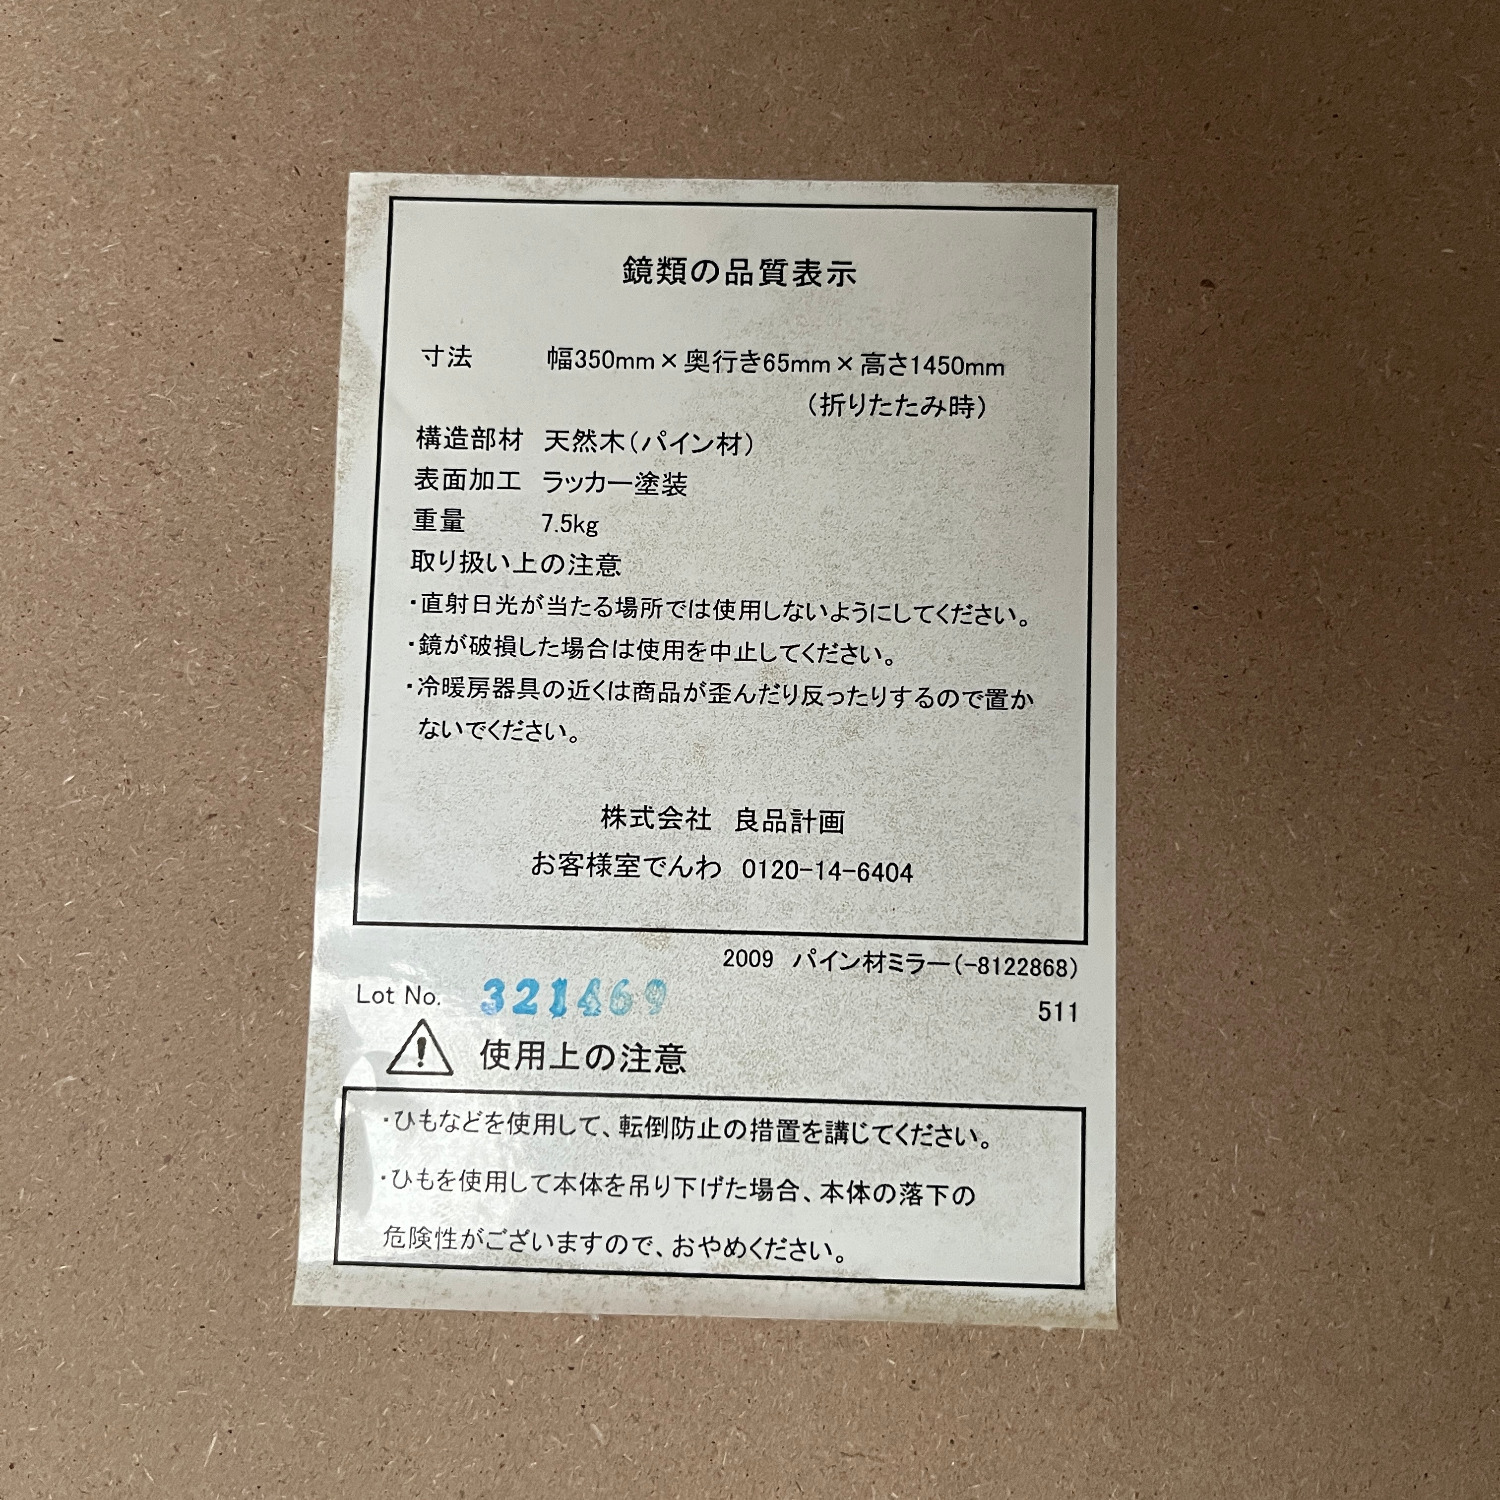 鏡類の品質表示
寸法 幅350mm×奥行き65mm×高さ1450mm
（折りたたみ時）
構造部材 天然木（パイン材）
表面加工 ラッカー塗装
重量 7.5kg
取り扱い上の注意
・直射日光が当たる場所では使用しないようにしてください。
・鏡が破損した場合は使用を中止してください。
・冷暖房器具の近くは商品が歪んだり反ったりするので置か
ないでください。
株式会社 良品計画
お客様室でんわ 0120-14-6404
2009 パイン材ミラー（-8122868）
Lot No. 321469
511
使用上の注意
・ひもなどを使用して、転倒防止の措置を講じてください。
・ひもを使用して本体を吊り下げた場合、本体の落下の
危険性がございますので、おやめください。